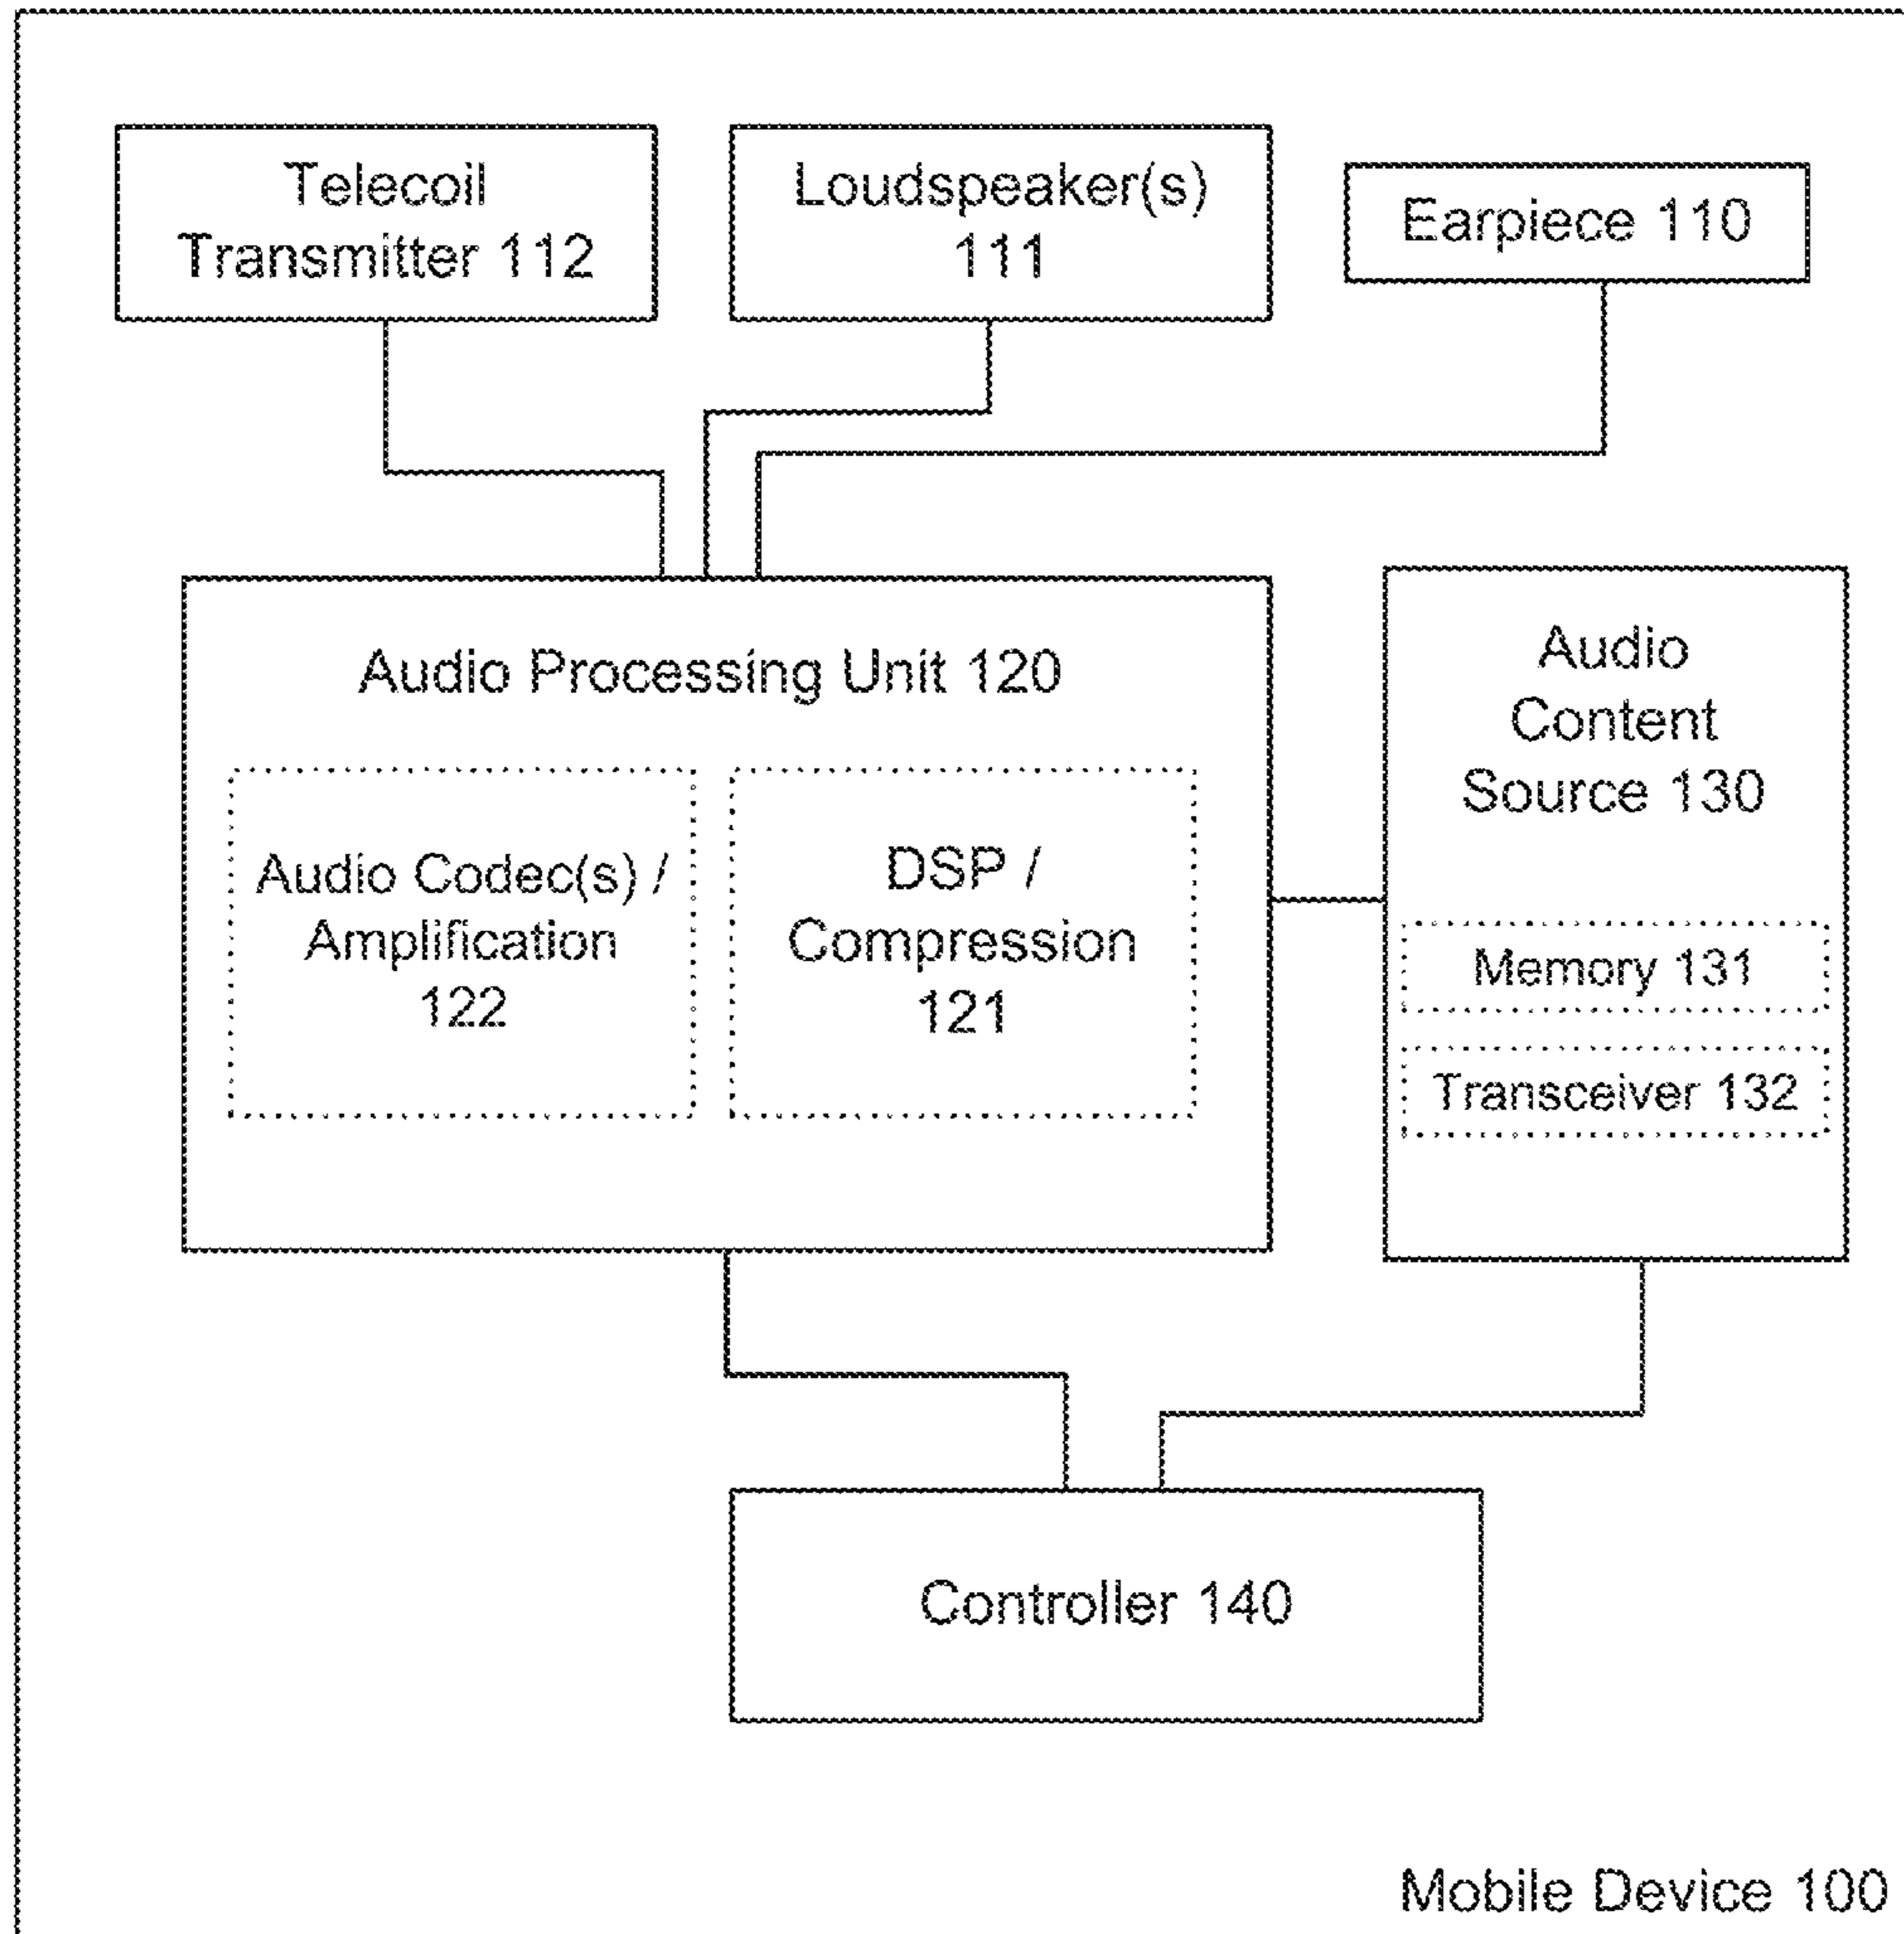 Telecoil
Transmitter 112
Loudspeaker(s)
111
Earpiece 110
Audio Processing Unit 120
Audio Codec(s) /
Amplification
122
DSP /
Compression
121
Audio
Content
Source 130
Memory 131
Transceiver 132
Controller 140
Mobile Device 100